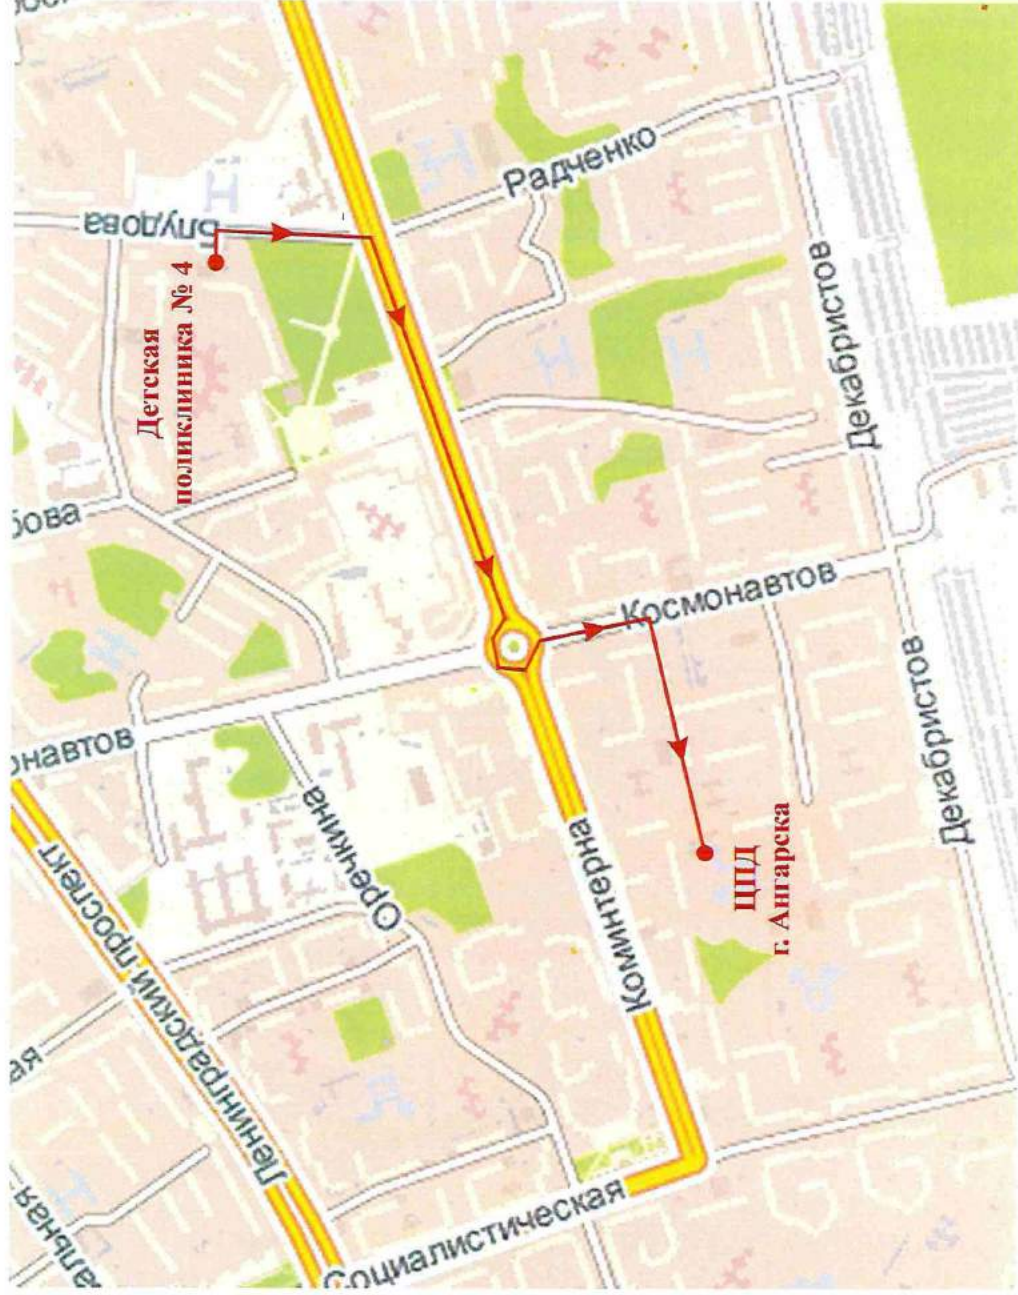 Блудова
Детская
поликлиника № 4
Радченко
Декабристов
Космонавтов
Декабристов
онавтов
бова
Оречкина
ЦПД
г. Ангарска
Коминтерна
Ленинградский проспект
Социалистическая
ая
альная